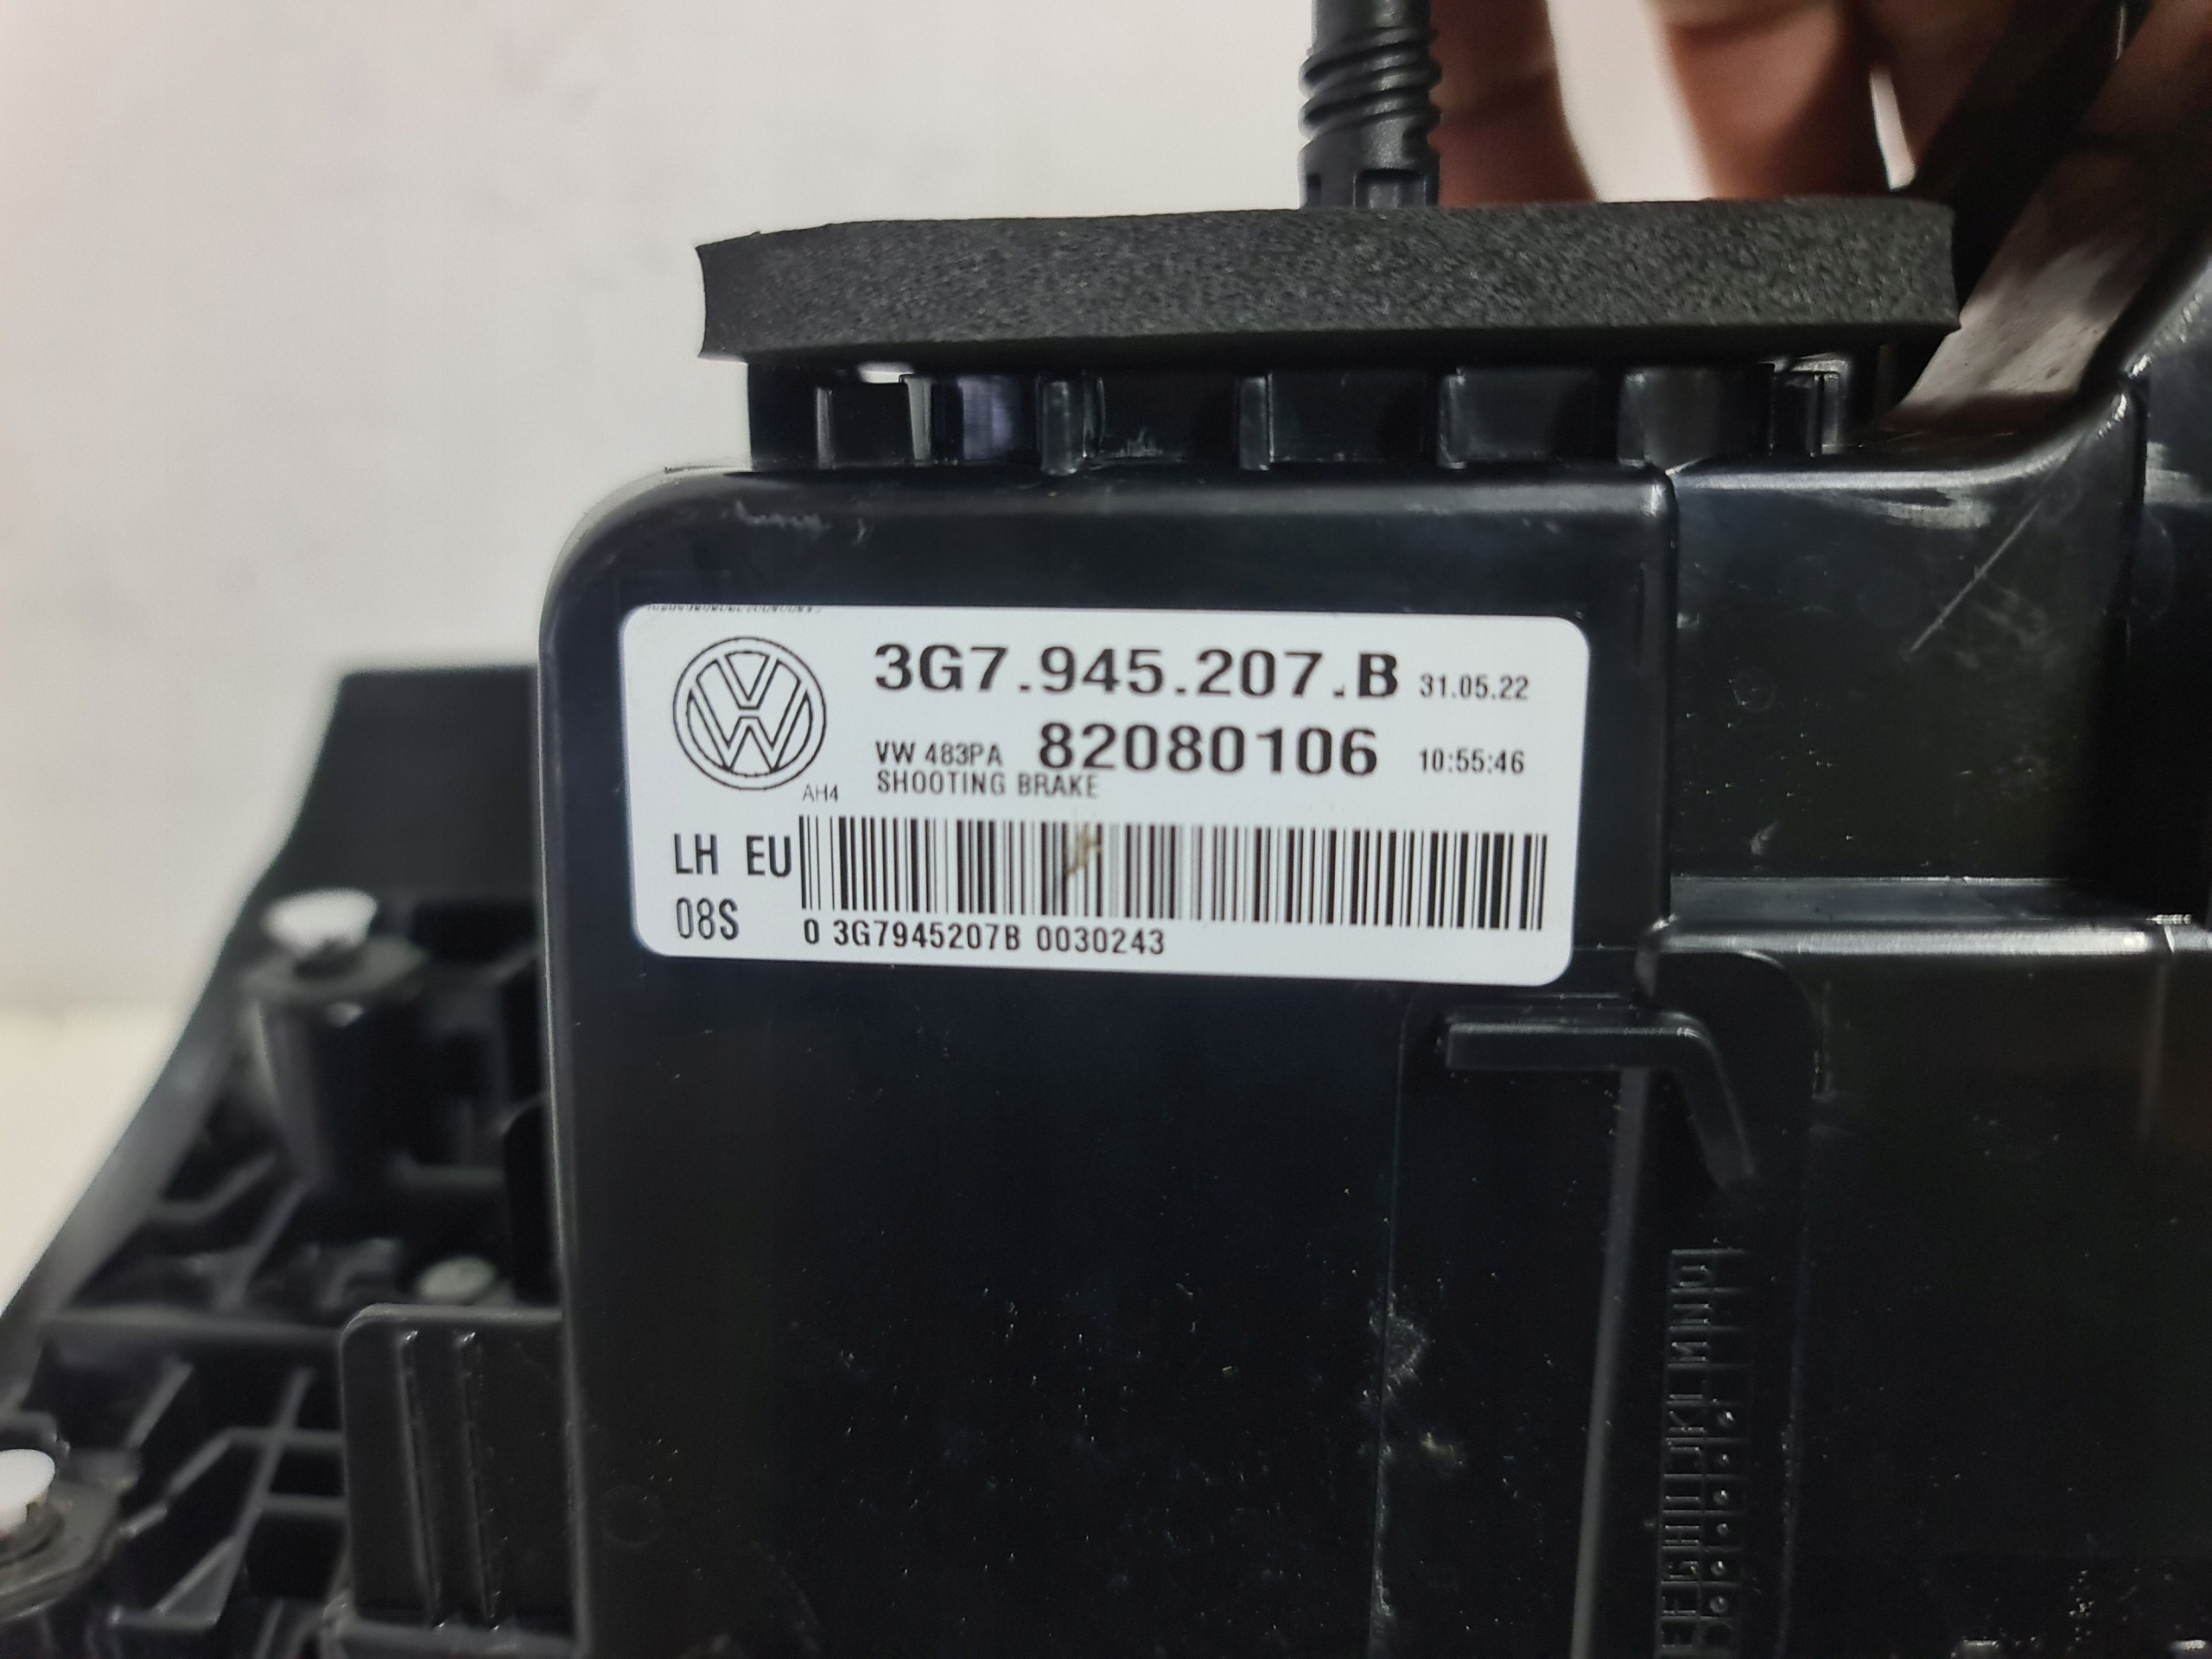 3G7.945.207.B 31.05.22
VW 483PA 82080106 10:55:46
SHOOTING BRAKE
AH4
LH EU
08S
0 3G7945207B 0030243